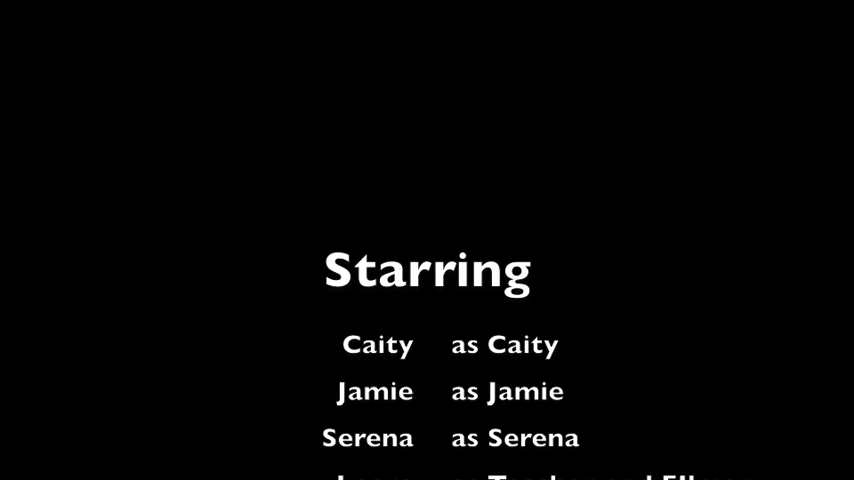 Starring
Caity as Caity
Jamie as Jamie
Serena as Serena